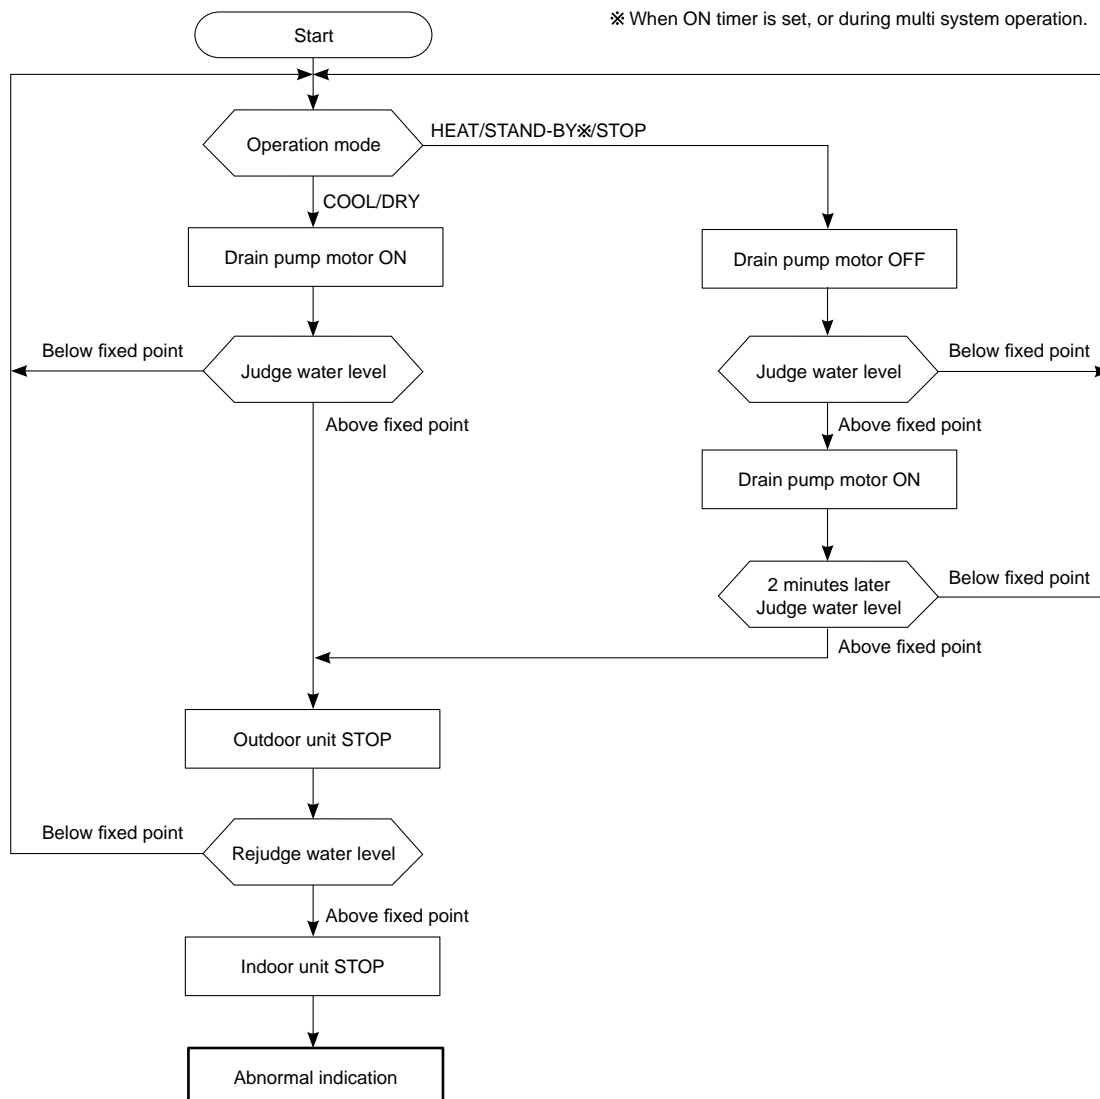 ※ When ON timer is set, or during multi system operation.
Start
Operation mode
HEAT/STAND-BY※/STOP
COOL/DRY
Drain pump motor ON
Drain pump motor OFF
Below fixed point
Judge water level
Judge water level
Below fixed point
Above fixed point
Above fixed point
Drain pump motor ON
2 minutes later
Judge water level
Below fixed point
Above fixed point
Outdoor unit STOP
Below fixed point
Rejudge water level
Above fixed point
Indoor unit STOP
Abnormal indication